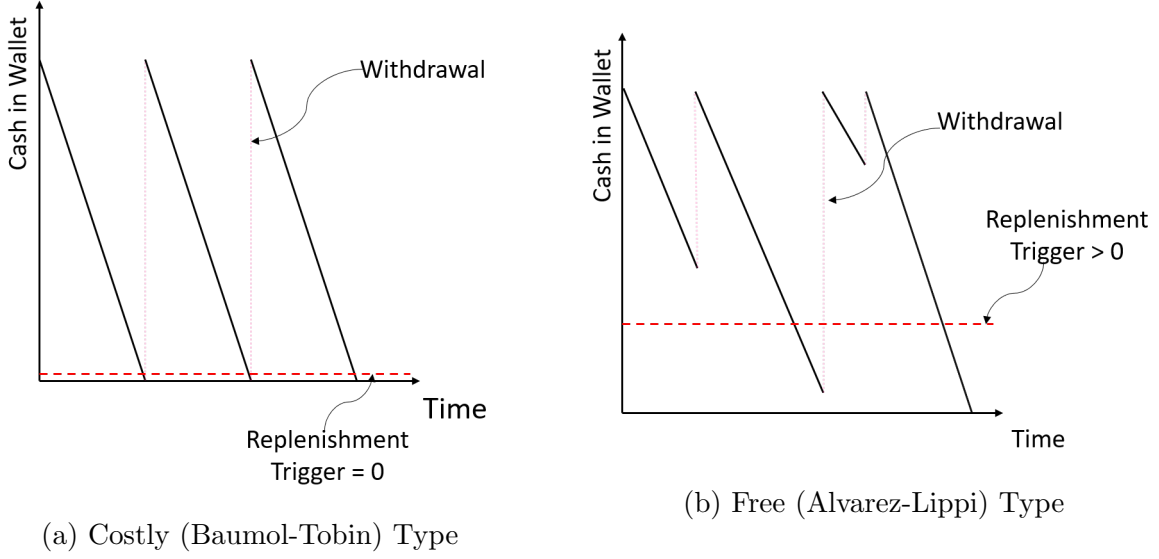 Cash in Wallet
Withdrawal
Time
Replenishment
Trigger = 0
(a) Costly (Baumol-Tobin) Type
Cash in Wallet
Withdrawal
Replenishment
Trigger > 0
Time
(b) Free (Alvarez-Lippi) Type